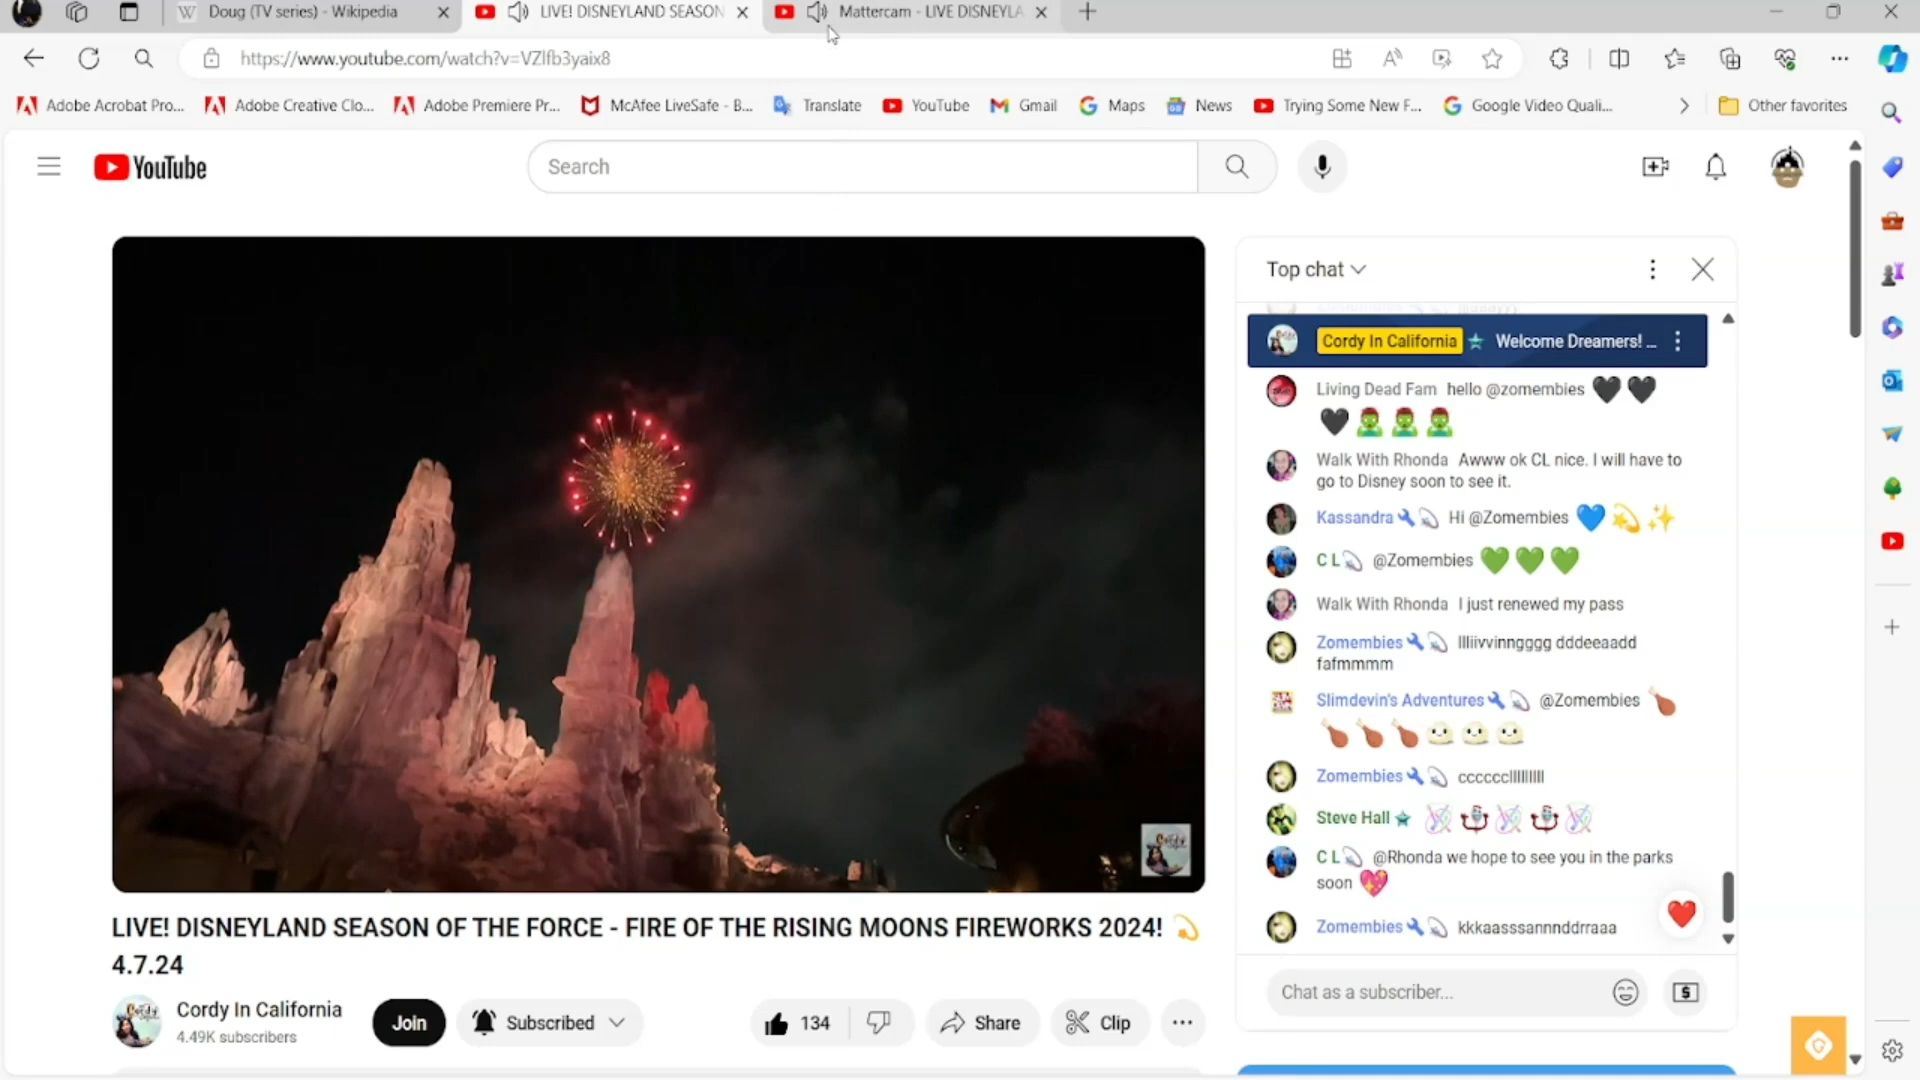 Doug (TV series) - Wikipedia
LIVE! DISNEYLAND SEASON
Mattercam - LIVE DISNEYLA
https://www.youtube.com/watch?v=VZlfb3yaix8
Adobe Acrobat Pro...
Adobe Creative Clo...
Adobe Premiere Pr...
McAfee LiveSafe - B...
Translate
YouTube
Gmail
Maps
News
Trying Some New F...
Google Video Quali...
Other favorites
YouTube
Search
Top chat
Cordy In California Welcome Dreamers! ...
Living Dead Fam hello @zomembies 🖤 🖤
🖤 🧟‍♂️ 🧟‍♂️ 🧟‍♂️
Walk With Rhonda Awww ok CL nice. I will have to
go to Disney soon to see it.
Kassandra Hi @Zomembies 💙 💫 ✨
C L @Zomembies 💚 💚 💚
Walk With Rhonda I just renewed my pass
Zomembies llliivvinngggg dddeeaadd
fafmmmm
Slimdevin's Adventures @Zomembies 🍗
🍗 🍗 🍗
Zomembies ccccccllllllllll
Steve Hall
C L @Rhonda we hope to see you in the parks
soon 💖
Zomembies kkkaasssannnddrraaa
Chat as a subscriber...
LIVE! DISNEYLAND SEASON OF THE FORCE - FIRE OF THE RISING MOONS FIREWORKS 2024! 💫
4.7.24
Cordy In California
4.49K subscribers
Join
Subscribed
134
Share
Clip